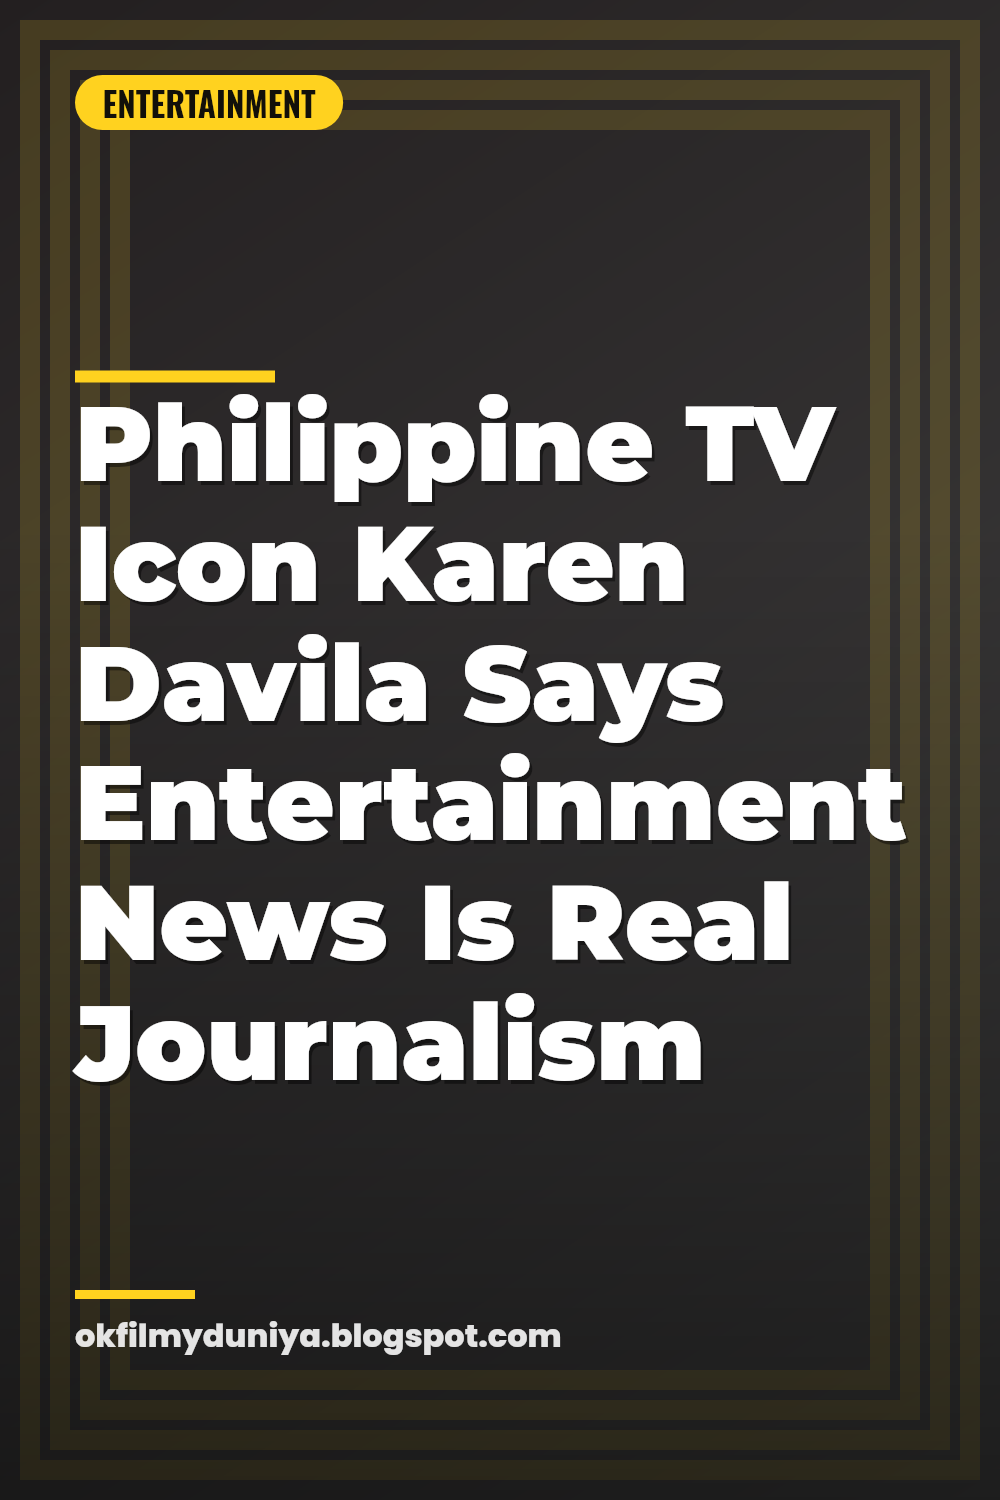 ENTERTAINMENT
Philippine TV
Icon Karen
Davila Says
Entertainment
News Is Real
Journalism
okfilmyduniya.blogspot.com